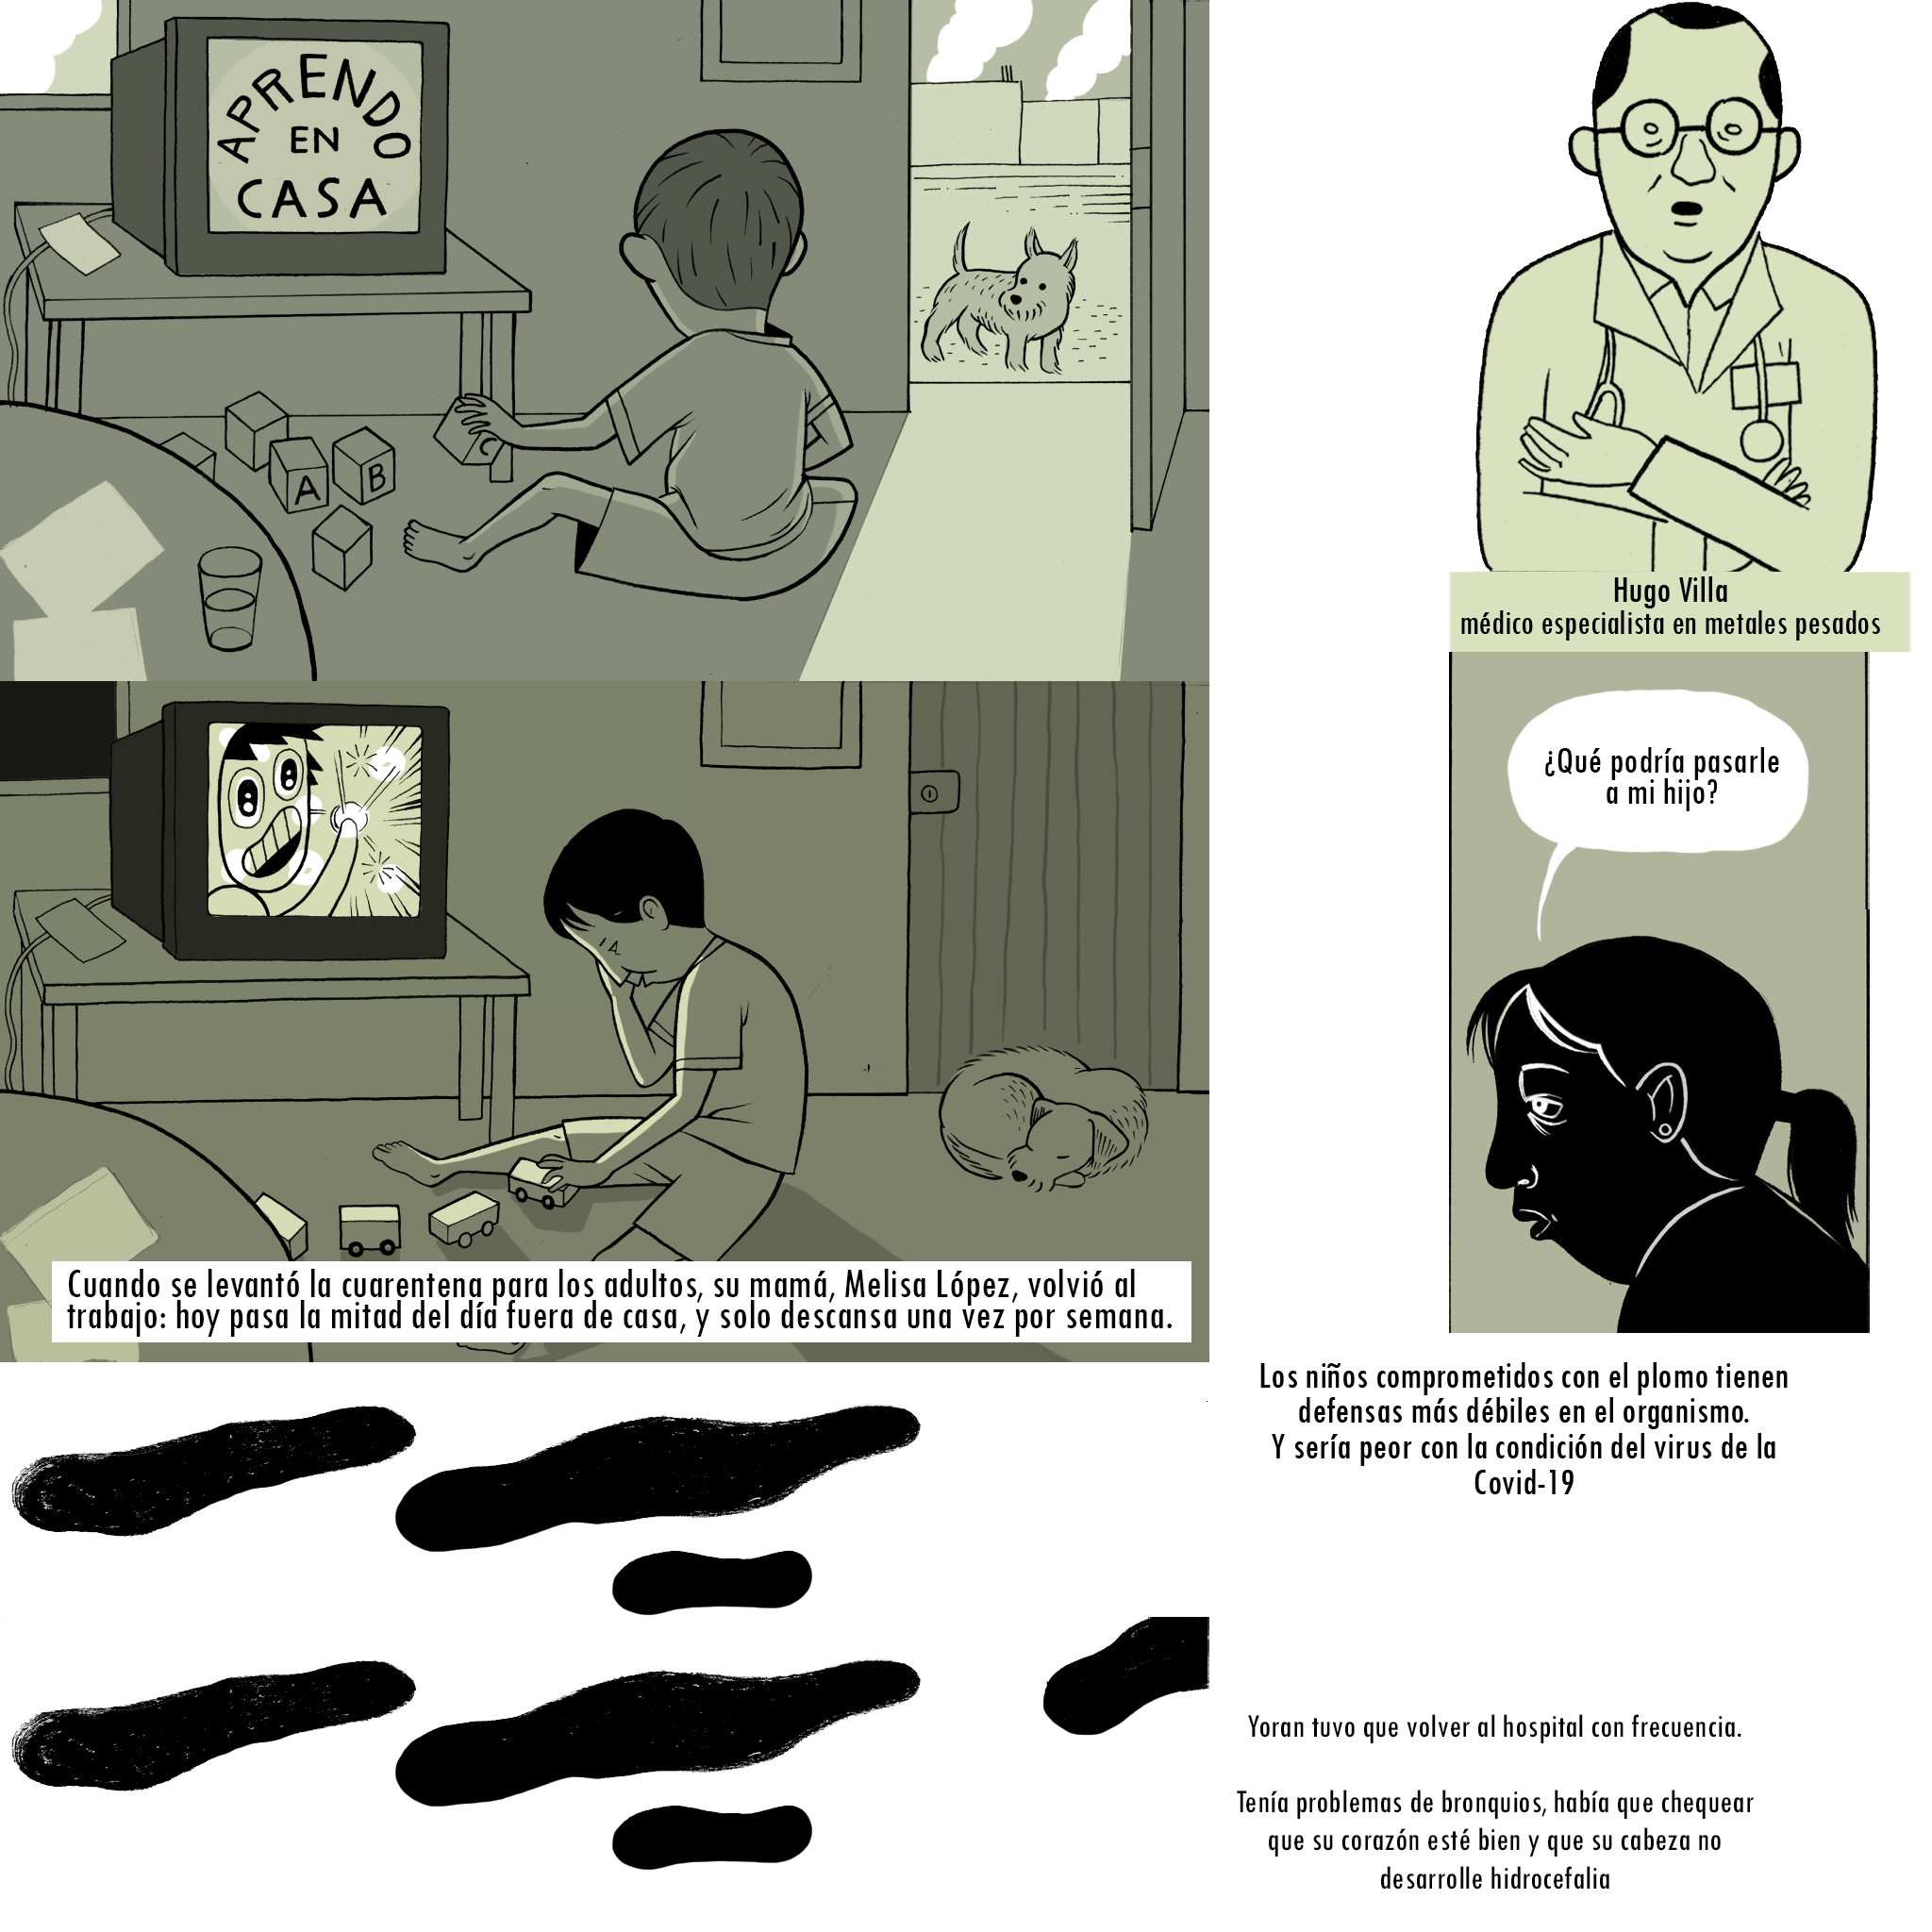 APRENDO
EN
CASA
A
B
C
Cuando se levantó la cuarentena para los adultos, su mamá, Melisa López, volvió al
trabajo: hoy pasa la mitad del día fuera de casa, y solo descansa una vez por semana.
Hugo Villa
médico especialista en metales pesados
¿Qué podría pasarle
a mi hijo?
Los niños comprometidos con el plomo tienen
defensas más débiles en el organismo.
Y sería peor con la condición del virus de la
Covid-19
Yoran tuvo que volver al hospital con frecuencia.
Tenía problemas de bronquios, había que chequear
que su corazón esté bien y que su cabeza no
desarrolle hidrocefalia